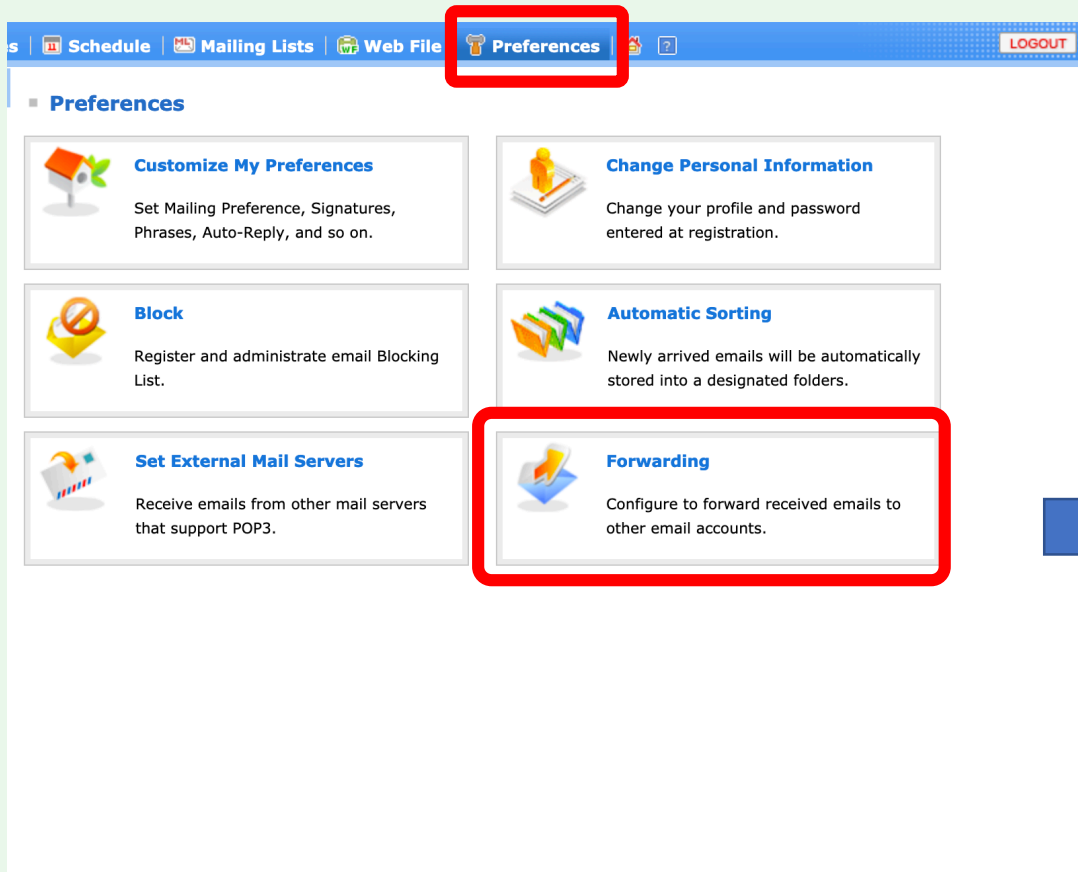 s Schedule Mailing Lists Web File Preferences ? LOGOUT
Preferences
Customize My Preferences
Set Mailing Preference, Signatures,
Phrases, Auto-Reply, and so on.
Change Personal Information
Change your profile and password
entered at registration.
Block
Register and administrate email Blocking
List.
Automatic Sorting
Newly arrived emails will be automatically
stored into a designated folders.
Set External Mail Servers
Receive emails from other mail servers
that support POP3.
Forwarding
Configure to forward received emails to
other email accounts.